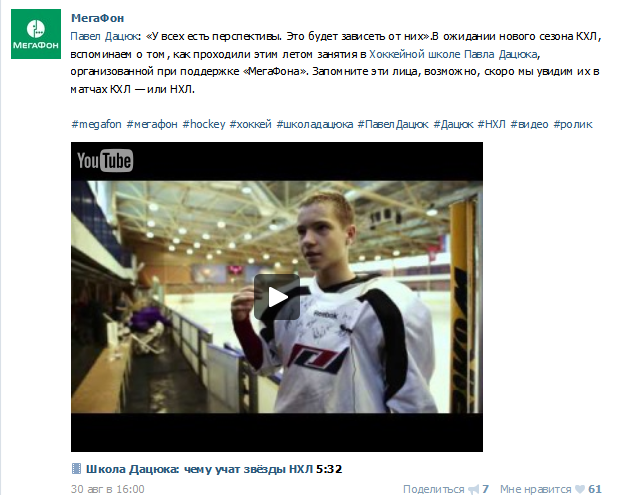 МегаФон
МЕГАФОН
Павел Дацюк: «У всех есть перспективы. Это будет зависеть от них».В ожидании нового сезона КХЛ,
вспоминаем о том, как проходили этим летом занятия в Хоккейной школе Павла Дацюка,
организованной при поддержке «МегаФона». Запомните эти лица, возможно, скоро мы увидим их в
матчах КХЛ — или НХЛ.
#megafon #мегафон #hockey #хоккей #школадацюка #ПавелДацюк #Дацюк #НХЛ #видео #ролик
YouTube
Reebok
Школа Дацюка: чему учат звёзды НХЛ 5:32
30 авг в 16:00
Поделиться 7 Мне нравится 61